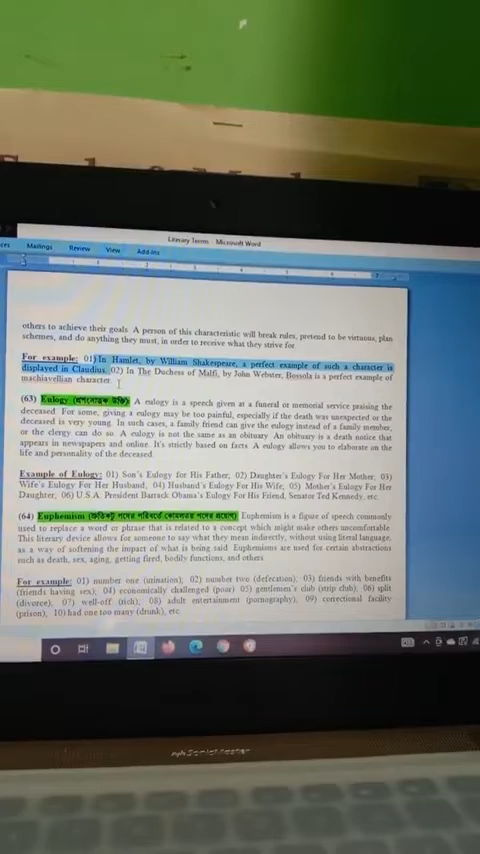 Literary Terms - Microsoft Word
Mailings Review View Add-Ins
others to achieve their goals. A person of this characteristic will break rules, pretend to be virtuous, plan
schemes, and do anything they must, in order to receive what they strive for.
For example: 01) In Hamlet, by William Shakespeare, a perfect example of such a character is
displayed in Claudius. 02) In The Duchess of Malfi, by John Webster, Bossola is a perfect example of
machiavellian character.
(63) Eulogy (প্রশংসাসূচক উক্তি) A eulogy is a speech given at a funeral or memorial service praising the
deceased. For some, giving a eulogy may be too painful, especially if the death was unexpected or the
deceased is very young. In such cases, a family friend can give the eulogy instead of a family member,
or the clergy can do so. A eulogy is not the same as an obituary. An obituary is a death notice that
appears in newspapers and online. It's strictly based on facts. A eulogy allows you to elaborate on the
life and personality of the deceased.
Example of Eulogy: 01) Son's Eulogy for His Father; 02) Daughter's Eulogy For Her Mother; 03)
Wife's Eulogy For Her Husband; 04) Husband's Eulogy For His Wife; 05) Mother's Eulogy For Her
Daughter; 06) U.S.A. President Barrack Obama's Eulogy For His Friend, Senator Ted Kennedy, etc.
(64) Euphemism (শ্রুতিকটু পদের পরিবর্তে কোমলতর পদের প্রয়োগ) Euphemism is a figure of speech commonly
used to replace a word or phrase that is related to a concept which might make others uncomfortable.
This literary device allows for someone to say what they mean indirectly, without using literal language,
as a way of softening the impact of what is being said. Euphemisms are used for certain abstractions
such as death, sex, aging, getting fired, bodily functions, and others.
For example: 01) number one (urination); 02) number two (defecation); 03) friends with benefits
(friends having sex); 04) economically challenged (poor) 05) gentlemen's club (strip club); 06) split
(divorce); 07) well-off (rich); 08) adult entertainment (pornography); 09) correctional facility
(prison); 10) had one too many (drunk), etc.